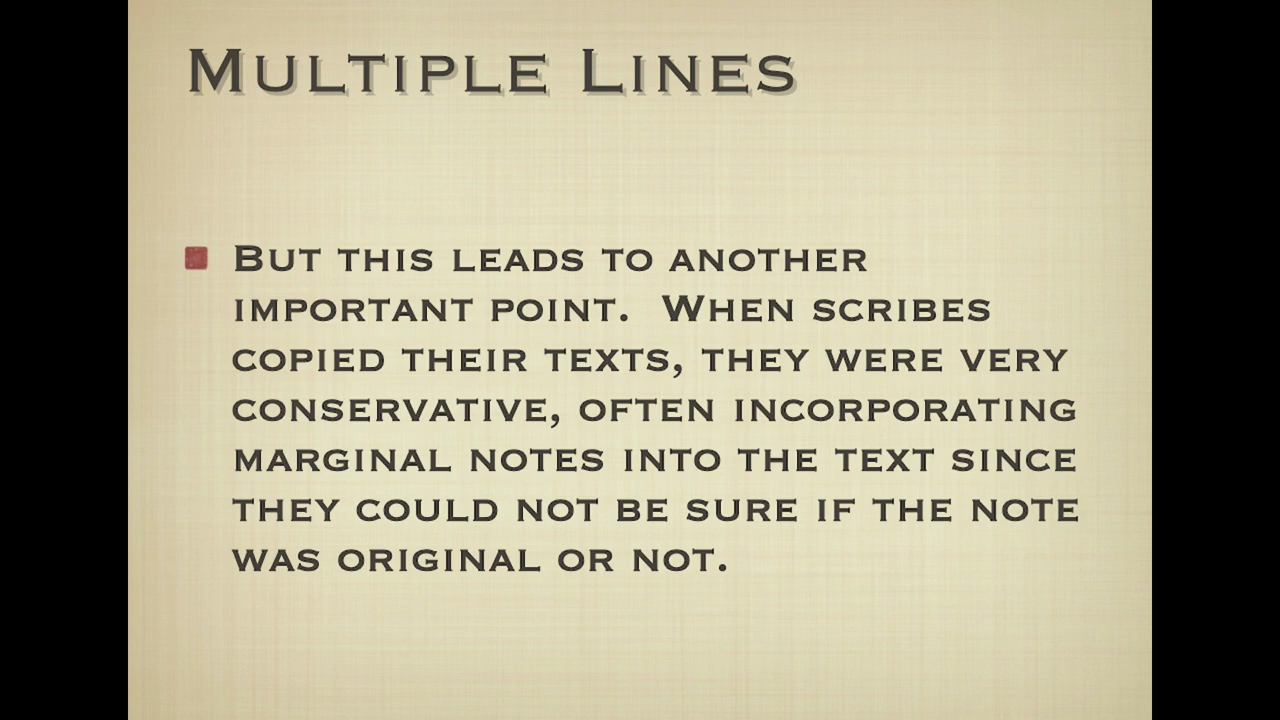 Multiple Lines
But this leads to another
important point.  When scribes
copied their texts, they were very
conservative, often incorporating
marginal notes into the text since
they could not be sure if the note
was original or not.